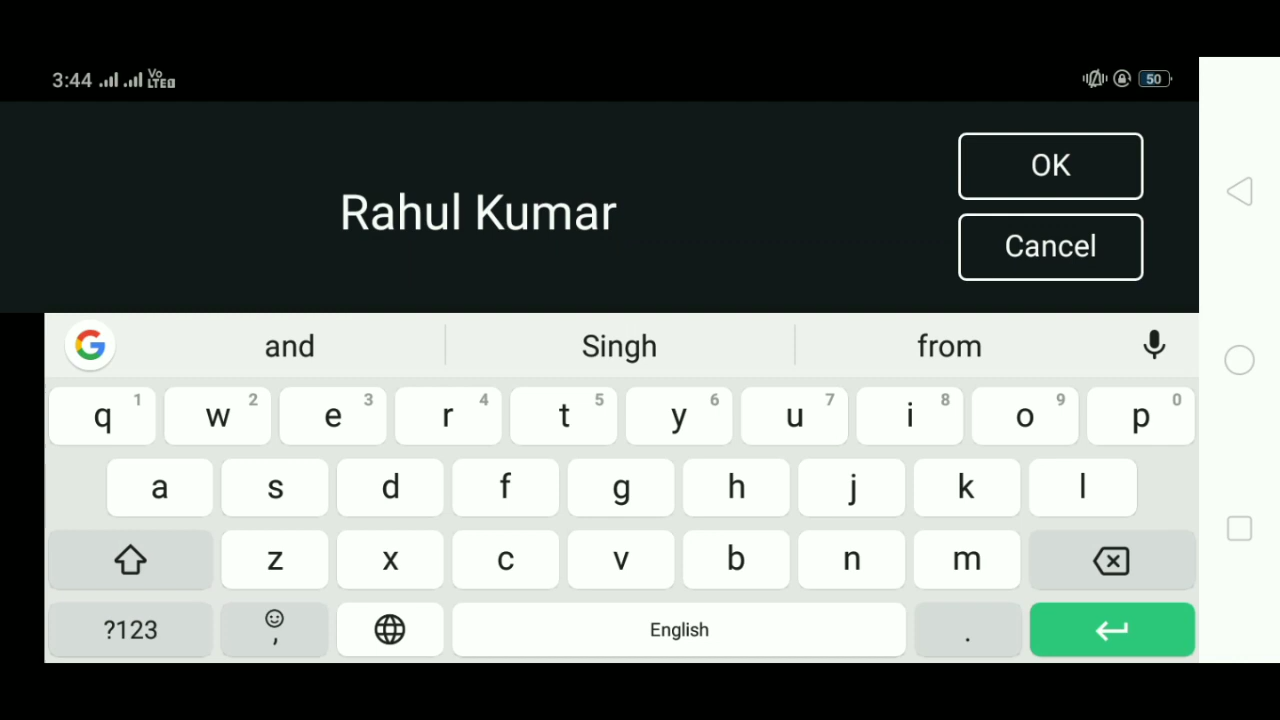 3:44 VoLTE 50
OK
Rahul Kumar
Cancel
G and Singh from
q 1 w 2 e 3 r 4 t 5 y 6 u 7 i 8 o 9 p 0
a s d f g h j k l
z x c v b n m
?123 , English .